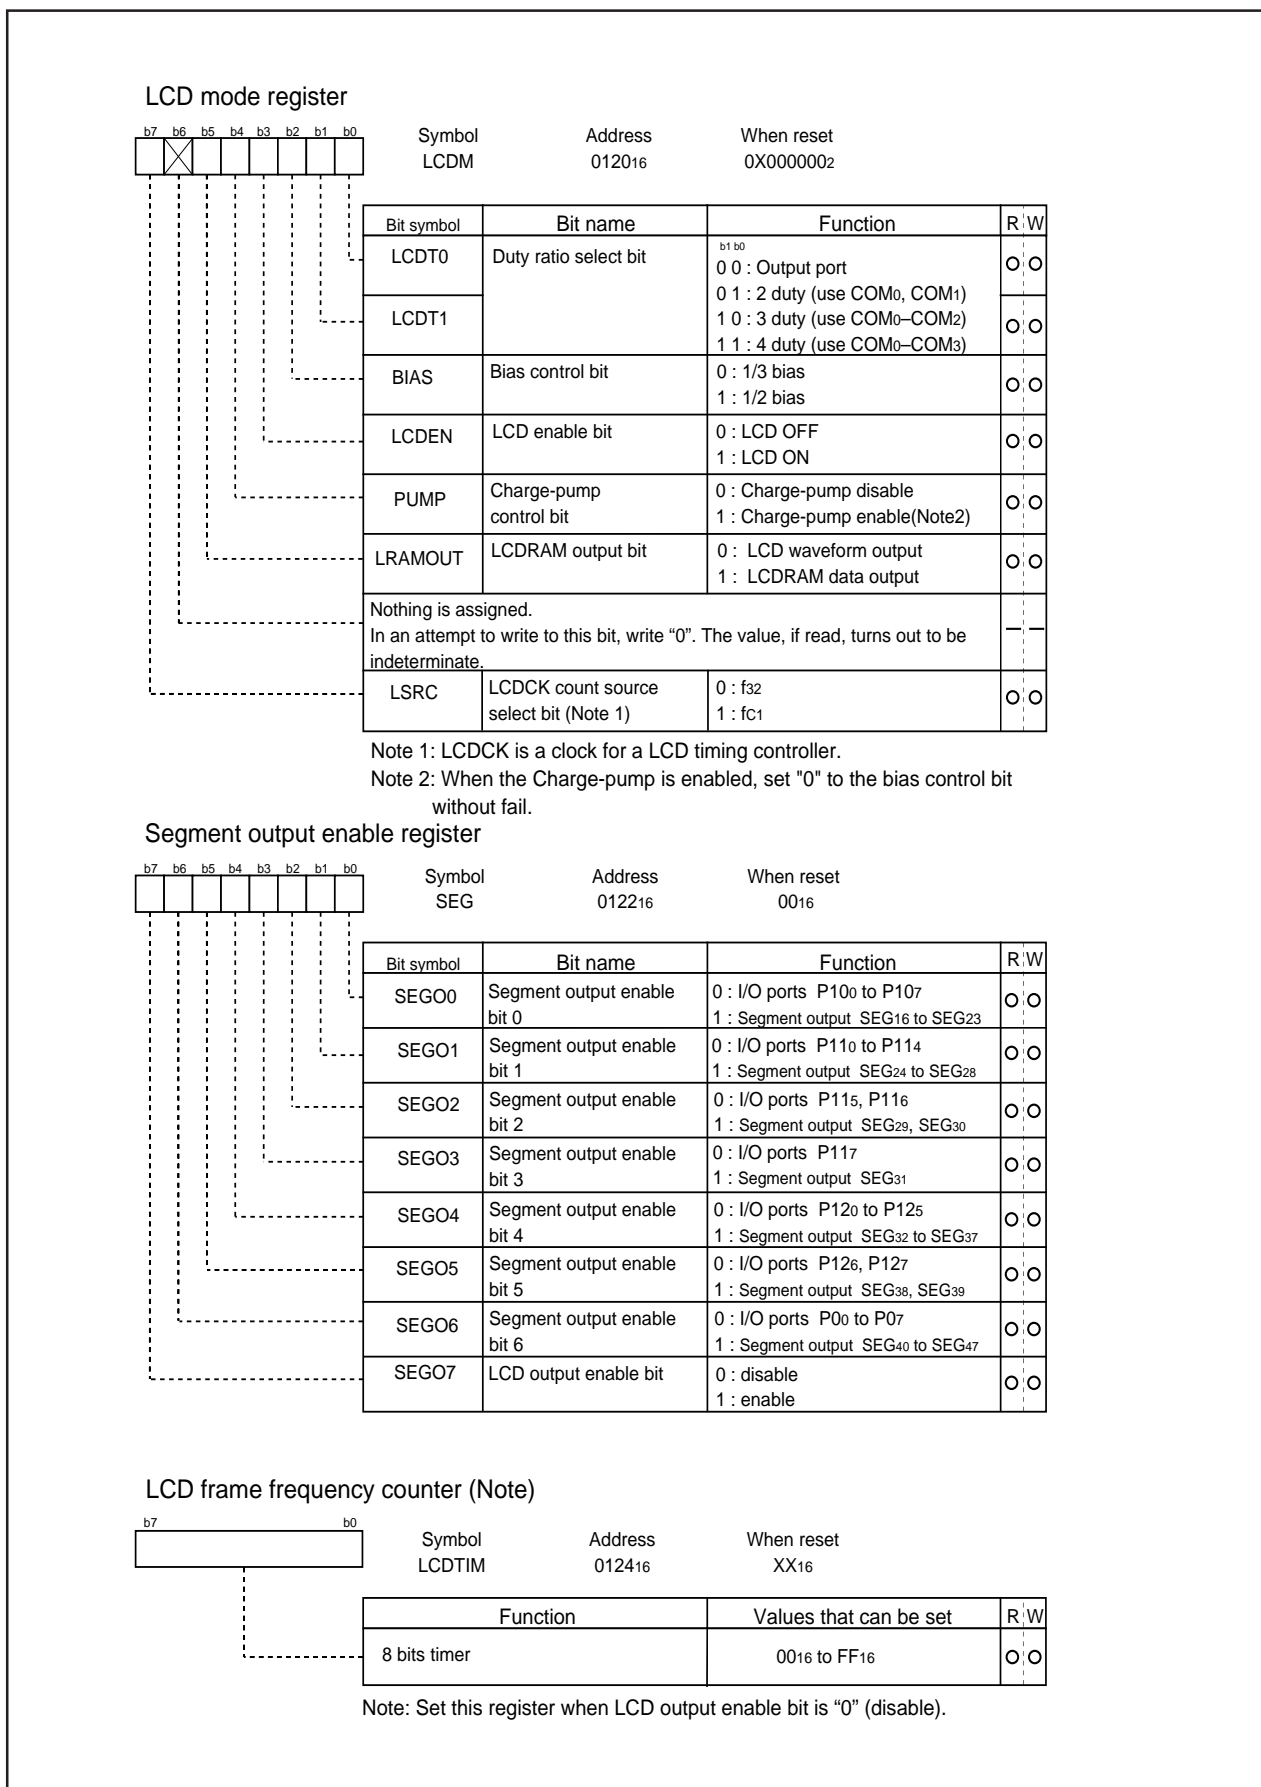 LCD mode register
b7 b6 b5 b4 b3 b2 b1 b0
Symbol Address When reset
LCDM 012016 0X0000002
Bit symbol Bit name Function R W
LCDT0 Duty ratio select bit b1 b0
0 0 : Output port
0 1 : 2 duty (use COM0, COM1)
LCDT1 1 0 : 3 duty (use COM0–COM2)
1 1 : 4 duty (use COM0–COM3)
BIAS Bias control bit 0 : 1/3 bias
1 : 1/2 bias
LCDEN LCD enable bit 0 : LCD OFF
1 : LCD ON
PUMP Charge-pump 0 : Charge-pump disable
control bit 1 : Charge-pump enable(Note2)
LRAMOUT LCDRAM output bit 0 : LCD waveform output
1 : LCDRAM data output
Nothing is assigned.
In an attempt to write to this bit, write “0”. The value, if read, turns out to be
indeterminate.
LSRC LCDCK count source 0 : f32
select bit (Note 1) 1 : fC1
Note 1: LCDCK is a clock for a LCD timing controller.
Note 2: When the Charge-pump is enabled, set "0" to the bias control bit
without fail.
Segment output enable register
b7 b6 b5 b4 b3 b2 b1 b0
Symbol Address When reset
SEG 012216 0016
Bit symbol Bit name Function R W
SEGO0 Segment output enable 0 : I/O ports P100 to P107
bit 0 1 : Segment output SEG16 to SEG23
SEGO1 Segment output enable 0 : I/O ports P110 to P114
bit 1 1 : Segment output SEG24 to SEG28
SEGO2 Segment output enable 0 : I/O ports P115, P116
bit 2 1 : Segment output SEG29, SEG30
SEGO3 Segment output enable 0 : I/O ports P117
bit 3 1 : Segment output SEG31
SEGO4 Segment output enable 0 : I/O ports P120 to P125
bit 4 1 : Segment output SEG32 to SEG37
SEGO5 Segment output enable 0 : I/O ports P126, P127
bit 5 1 : Segment output SEG38, SEG39
SEGO6 Segment output enable 0 : I/O ports P00 to P07
bit 6 1 : Segment output SEG40 to SEG47
SEGO7 LCD output enable bit 0 : disable
1 : enable
LCD frame frequency counter (Note)
b7 b0
Symbol Address When reset
LCDTIM 012416 XX16
Function Values that can be set R W
8 bits timer 0016 to FF16
Note: Set this register when LCD output enable bit is “0” (disable).